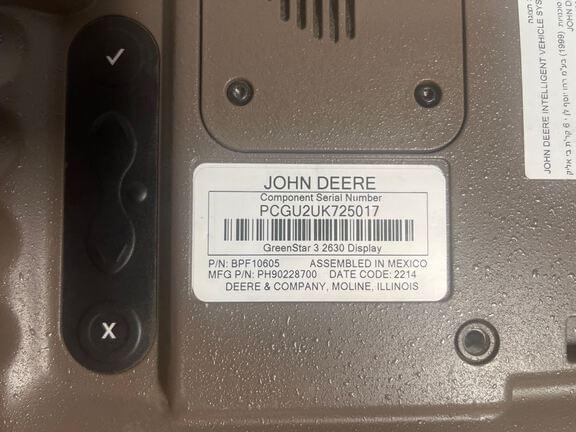 JOHN DEERE
Component Serial Number
PCGU2UK725017
GreenStar 3 2630 Display
P/N: BPF10605 ASSEMBLED IN MEXICO
MFG P/N: PH90228700 DATE CODE: 2214
DEERE & COMPANY, MOLINE, ILLINOIS
X
JOHN DEERE INTELLIGENT VEHICLE SYS
JOHN D